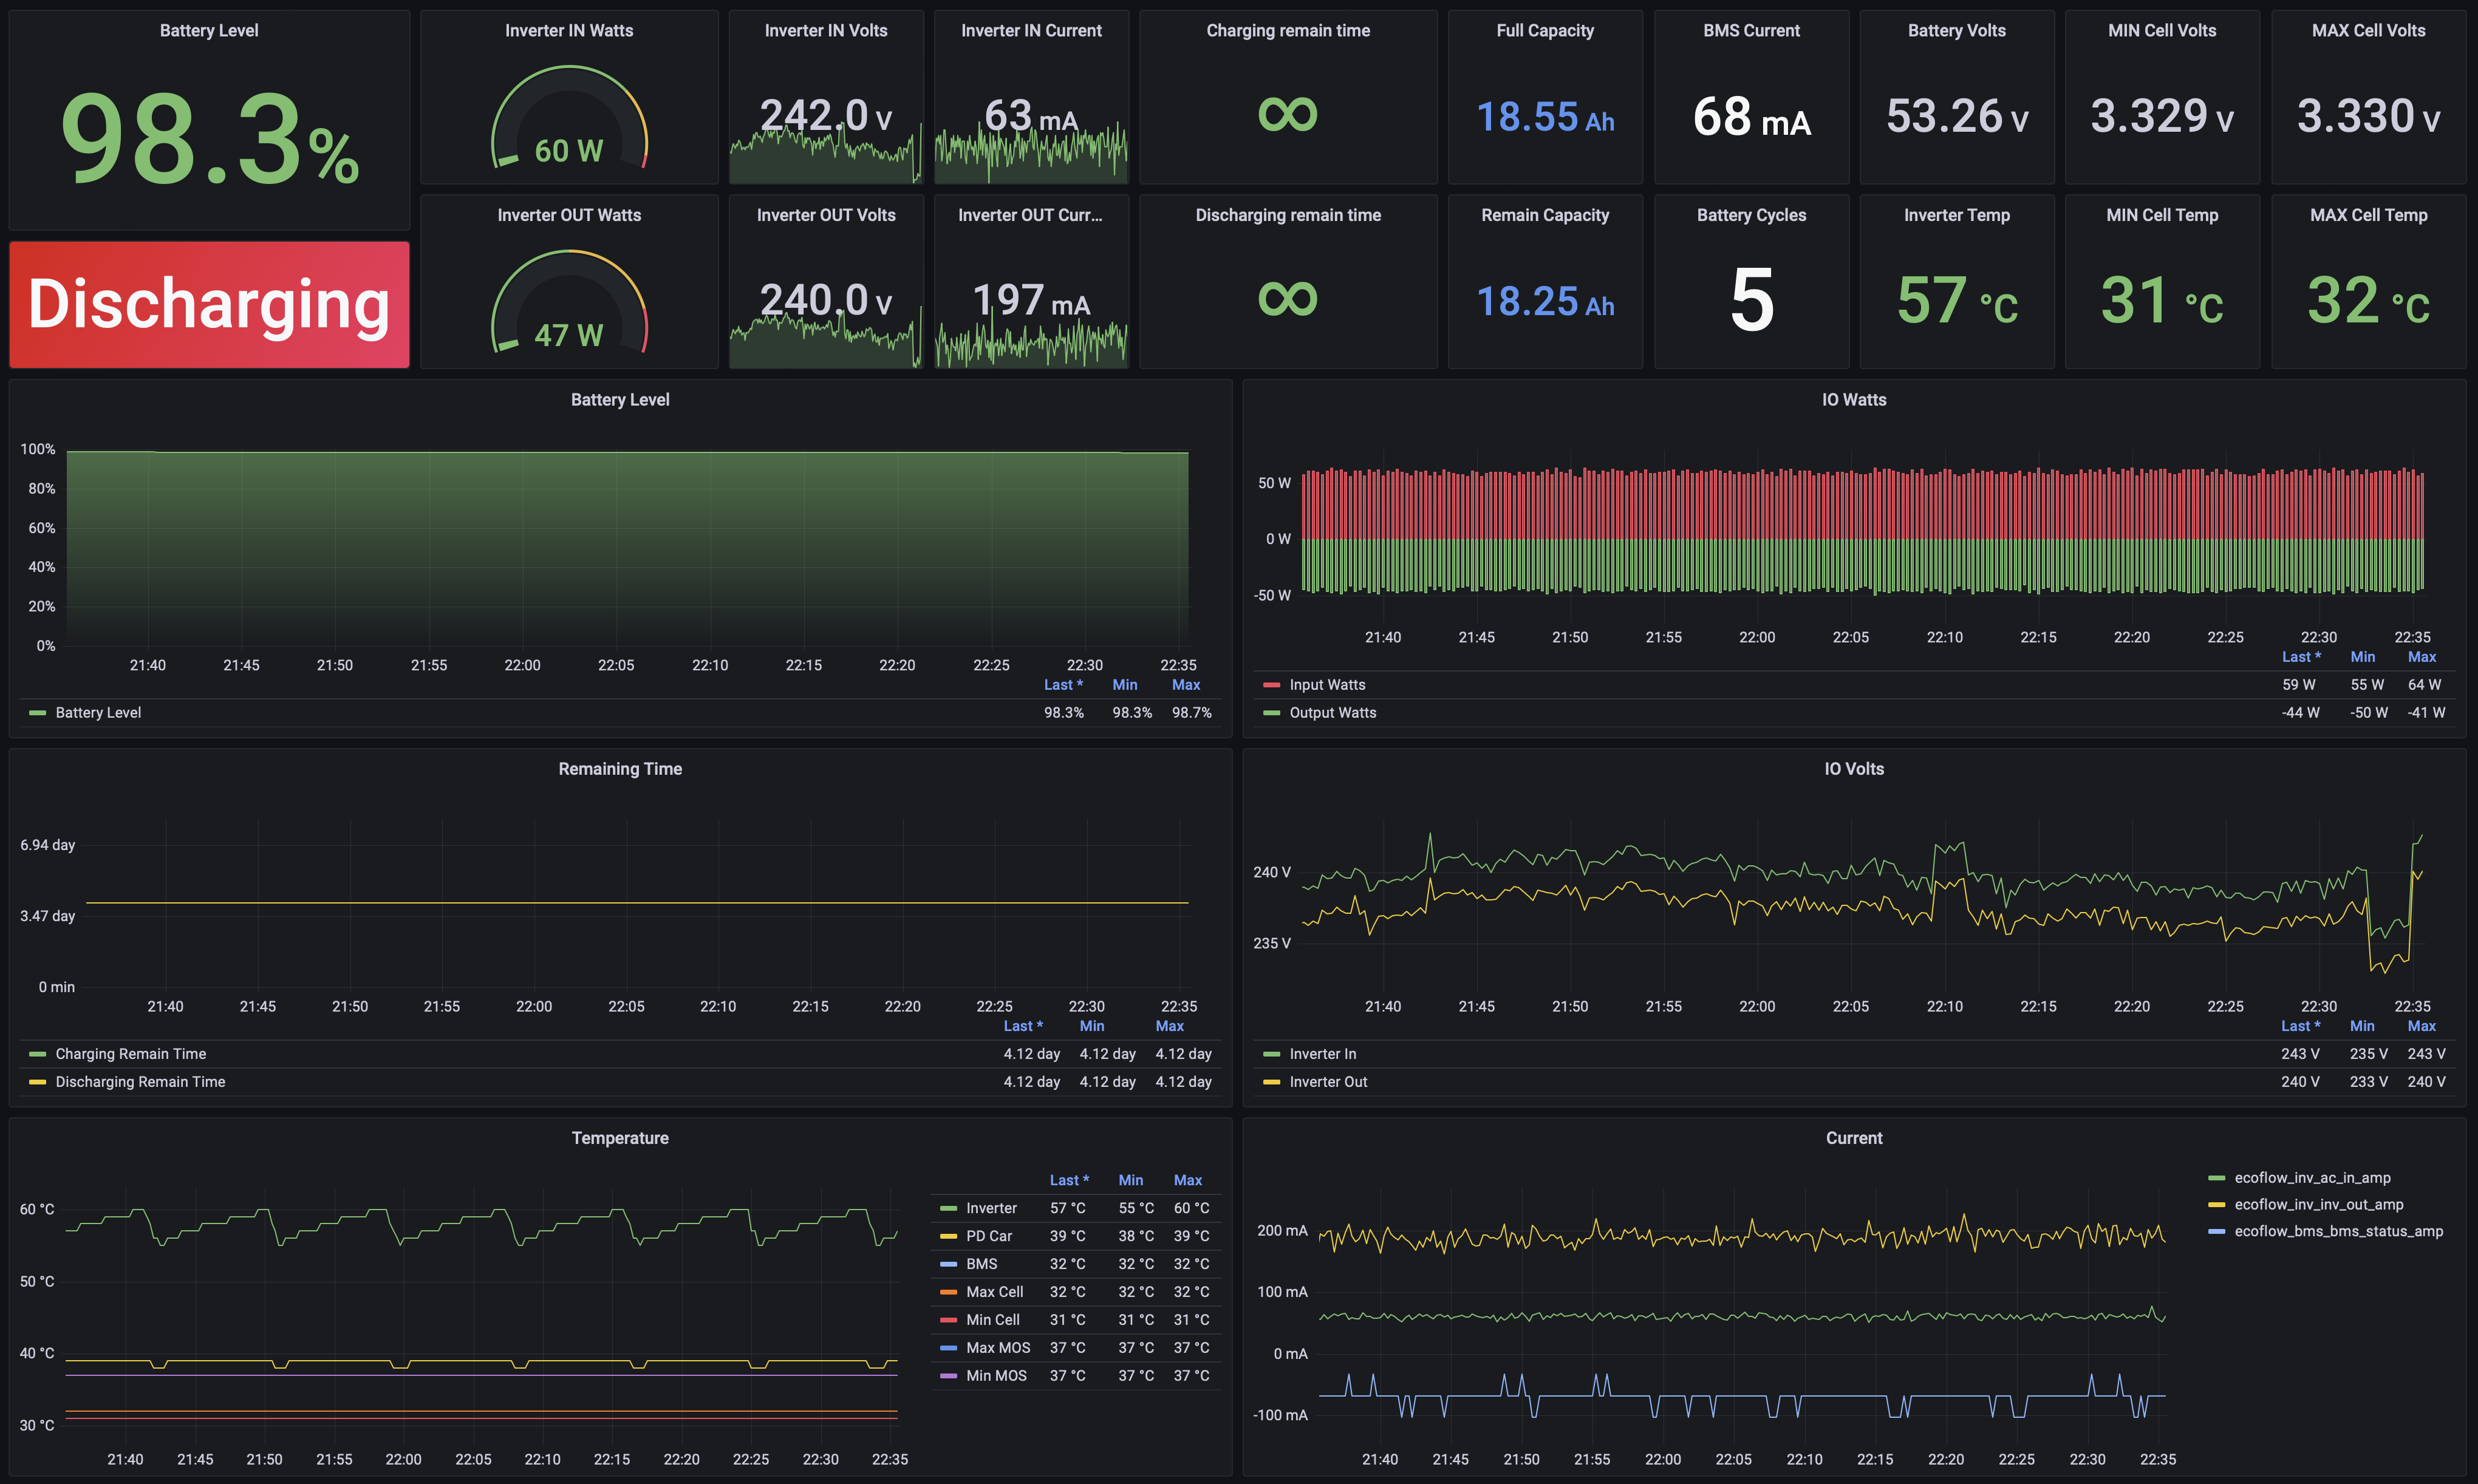 Battery Level
98.3%
Discharging
Inverter IN Watts
60 W
Inverter OUT Watts
47 W
Inverter IN Volts
242.0 V
Inverter OUT Volts
240.0 V
Inverter IN Current
63 mA
Inverter OUT Curr...
197 mA
Charging remain time
∞
Discharging remain time
∞
Full Capacity
18.55 Ah
Remain Capacity
18.25 Ah
BMS Current
68 mA
Battery Cycles
5
Battery Volts
53.26 V
Inverter Temp
57 °C
MIN Cell Volts
3.329 V
MIN Cell Temp
31 °C
MAX Cell Volts
3.330 V
MAX Cell Temp
32 °C
Battery Level
100%
80%
60%
40%
20%
0%
21:40 21:45 21:50 21:55 22:00 22:05 22:10 22:15 22:20 22:25 22:30 22:35
Last * Min Max
Battery Level 98.3% 98.3% 98.7%
IO Watts
50 W
0 W
-50 W
21:40 21:45 21:50 21:55 22:00 22:05 22:10 22:15 22:20 22:25 22:30 22:35
Last * Min Max
Input Watts 59 W 55 W 64 W
Output Watts -44 W -50 W -41 W
Remaining Time
6.94 day
3.47 day
0 min
21:40 21:45 21:50 21:55 22:00 22:05 22:10 22:15 22:20 22:25 22:30 22:35
Last * Min Max
Charging Remain Time 4.12 day 4.12 day 4.12 day
Discharging Remain Time 4.12 day 4.12 day 4.12 day
IO Volts
240 V
235 V
21:40 21:45 21:50 21:55 22:00 22:05 22:10 22:15 22:20 22:25 22:30 22:35
Last * Min Max
Inverter In 243 V 235 V 243 V
Inverter Out 240 V 233 V 240 V
Temperature
60 °C
50 °C
40 °C
30 °C
21:40 21:45 21:50 21:55 22:00 22:05 22:10 22:15 22:20 22:25 22:30 22:35
Last * Min Max
Inverter 57 °C 55 °C 60 °C
PD Car 39 °C 38 °C 39 °C
BMS 32 °C 32 °C 32 °C
Max Cell 32 °C 32 °C 32 °C
Min Cell 31 °C 31 °C 31 °C
Max MOS 37 °C 37 °C 37 °C
Min MOS 37 °C 37 °C 37 °C
Current
200 mA
100 mA
0 mA
-100 mA
21:40 21:45 21:50 21:55 22:00 22:05 22:10 22:15 22:20 22:25 22:30 22:35
ecoflow_inv_ac_in_amp
ecoflow_inv_inv_out_amp
ecoflow_bms_bms_status_amp